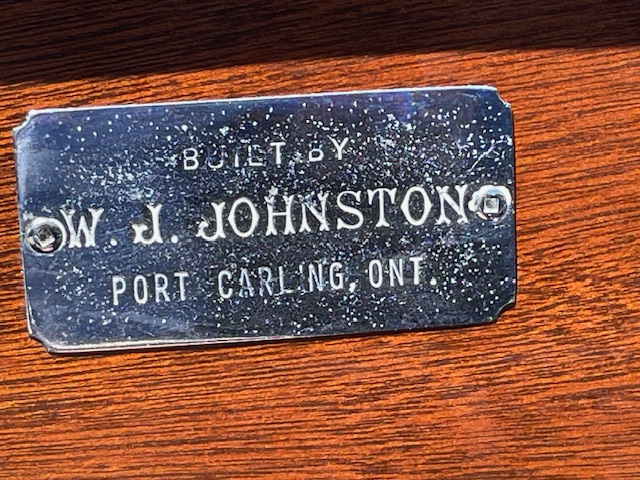 BUILT BY
W. J. JOHNSTON
PORT CARLING, ONT.